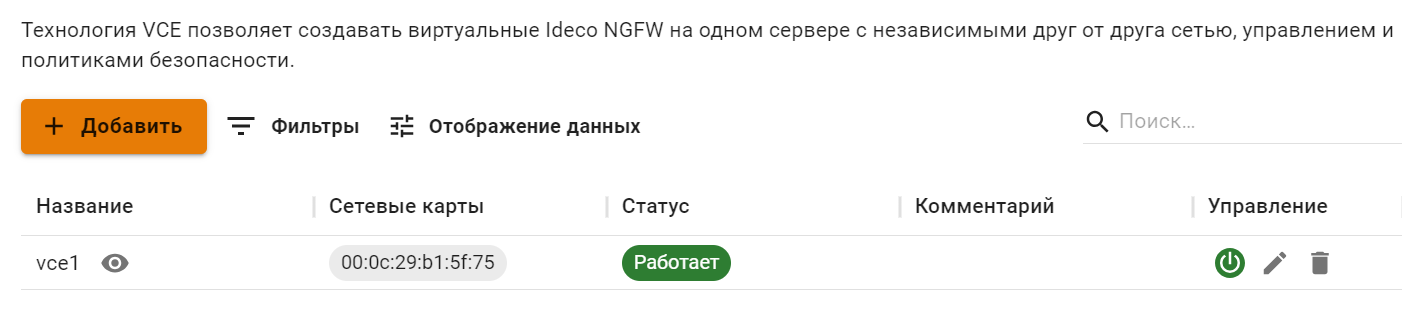 Технология VCE позволяет создавать виртуальные Ideco NGFW на одном сервере с независимыми друг от друга сетью, управлением и
политиками безопасности.
Добавить Фильтры Отображение данных Поиск...
Название Сетевые карты Статус Комментарий Управление
vce1 00:0c:29:b1:5f:75 Работает